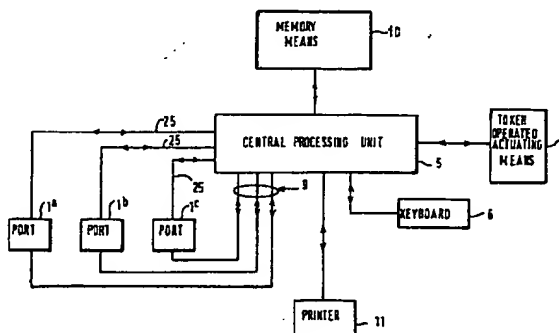 MEMORY
MEANS
10
25
25
CENTRAL PROCESSING UNIT
TOKEN
OPERATED
ACTUATING
MEANS
5
25
9
1a
1b
1c
PORT
PORT
PORT
KEYBOARD
6
PRINTER
11